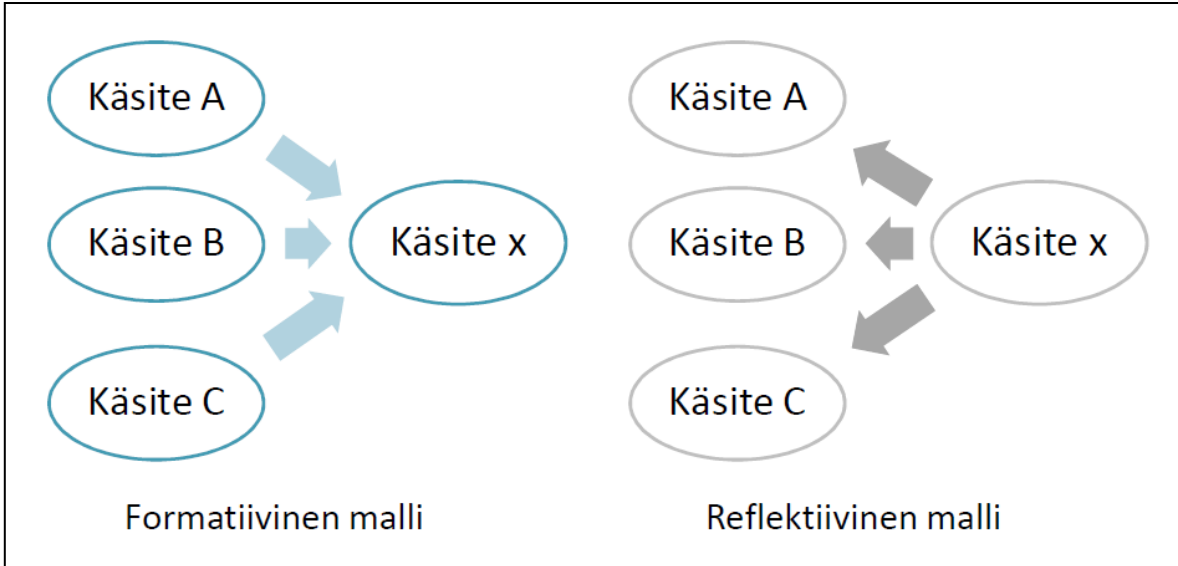 Käsite A
Käsite B
Käsite x
Käsite C
Formatiivinen malli
Käsite A
Käsite B
Käsite x
Käsite C
Reflektiivinen malli